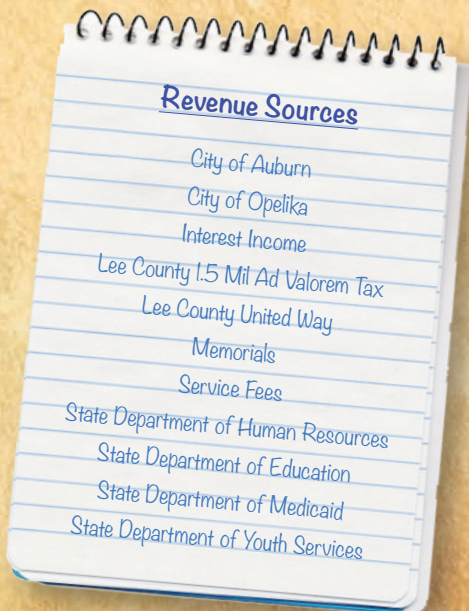 Revenue Sources
City of Auburn
City of Opelika
Interest Income
Lee County 1.5 Mil Ad Valorem Tax
Lee County United Way
Memorials
Service Fees
State Department of Human Resources
State Department of Education
State Department of Medicaid
State Department of Youth Services